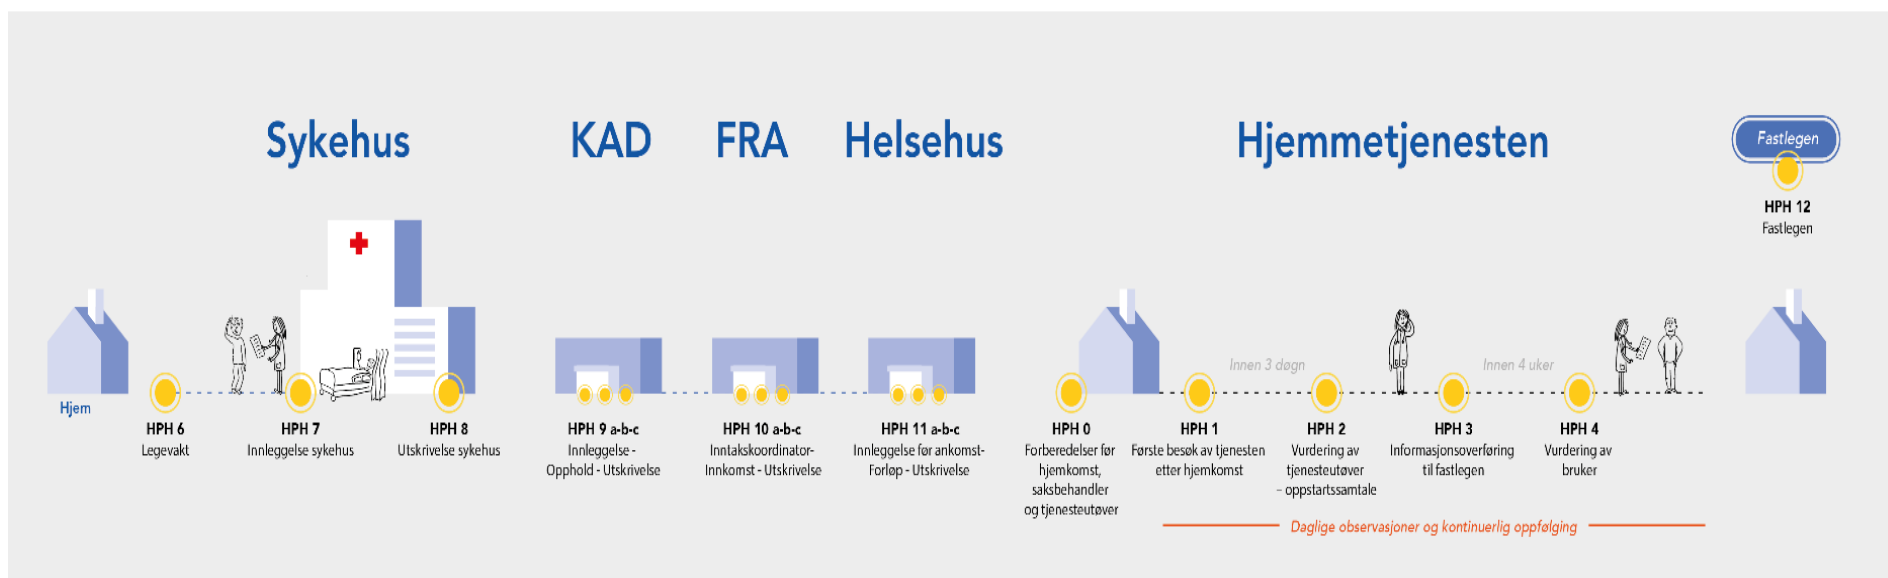 Sykehus
KAD
FRA
Helsehus
Hjemmetjenesten
Fastlegen
HPH 12
Fastlegen
Hjem
HPH 6
Legevakt
HPH 7
Innleggelse sykehus
HPH 8
Utskrivelse sykehus
HPH 9 a-b-c
Innleggelse -
Opphold - Utskrivelse
HPH 10 a-b-c
Inntakskoordinator-
Innkomst - Utskrivelse
HPH 11 a-b-c
Innleggelse før ankomst-
Forløp - Utskrivelse
HPH 0
Forberedelser før
hjemkomst,
saksbehandler
og tjenesteutøver
HPH 1
Første besøk av tjenesten
etter hjemkomst
Innen 3 døgn
HPH 2
Vurdering av
tjenesteutøver
– oppstartssamtale
HPH 3
Informasjonsoverføring
til fastlegen
Innen 4 uker
HPH 4
Vurdering av
bruker
Daglige observasjoner og kontinuerlig oppfølging